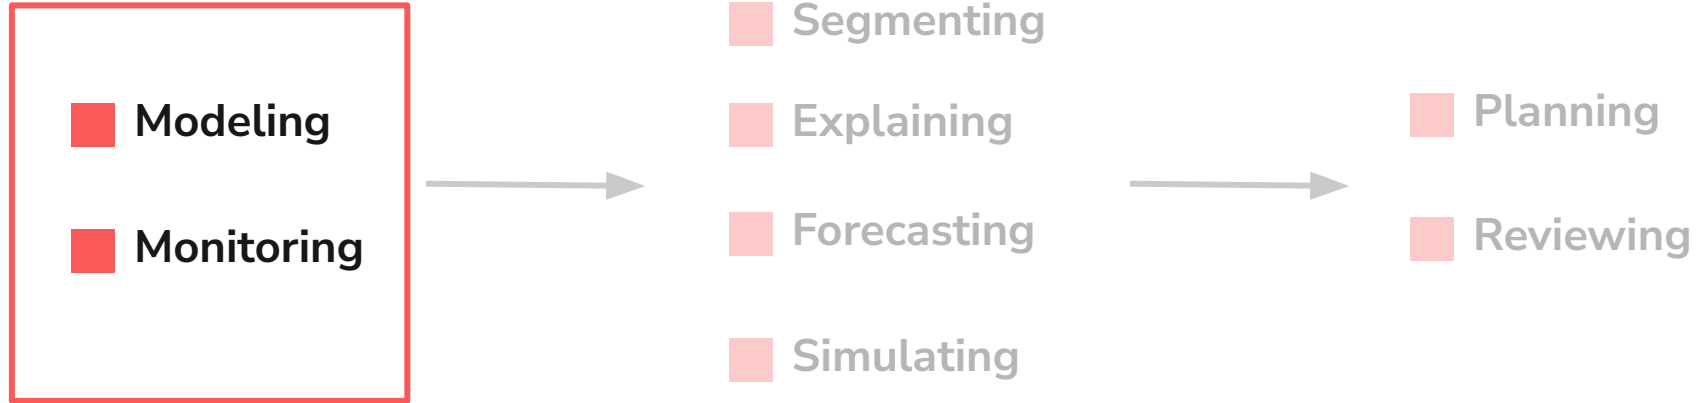 Modeling
Monitoring
Segmenting
Explaining
Forecasting
Simulating
Planning
Reviewing